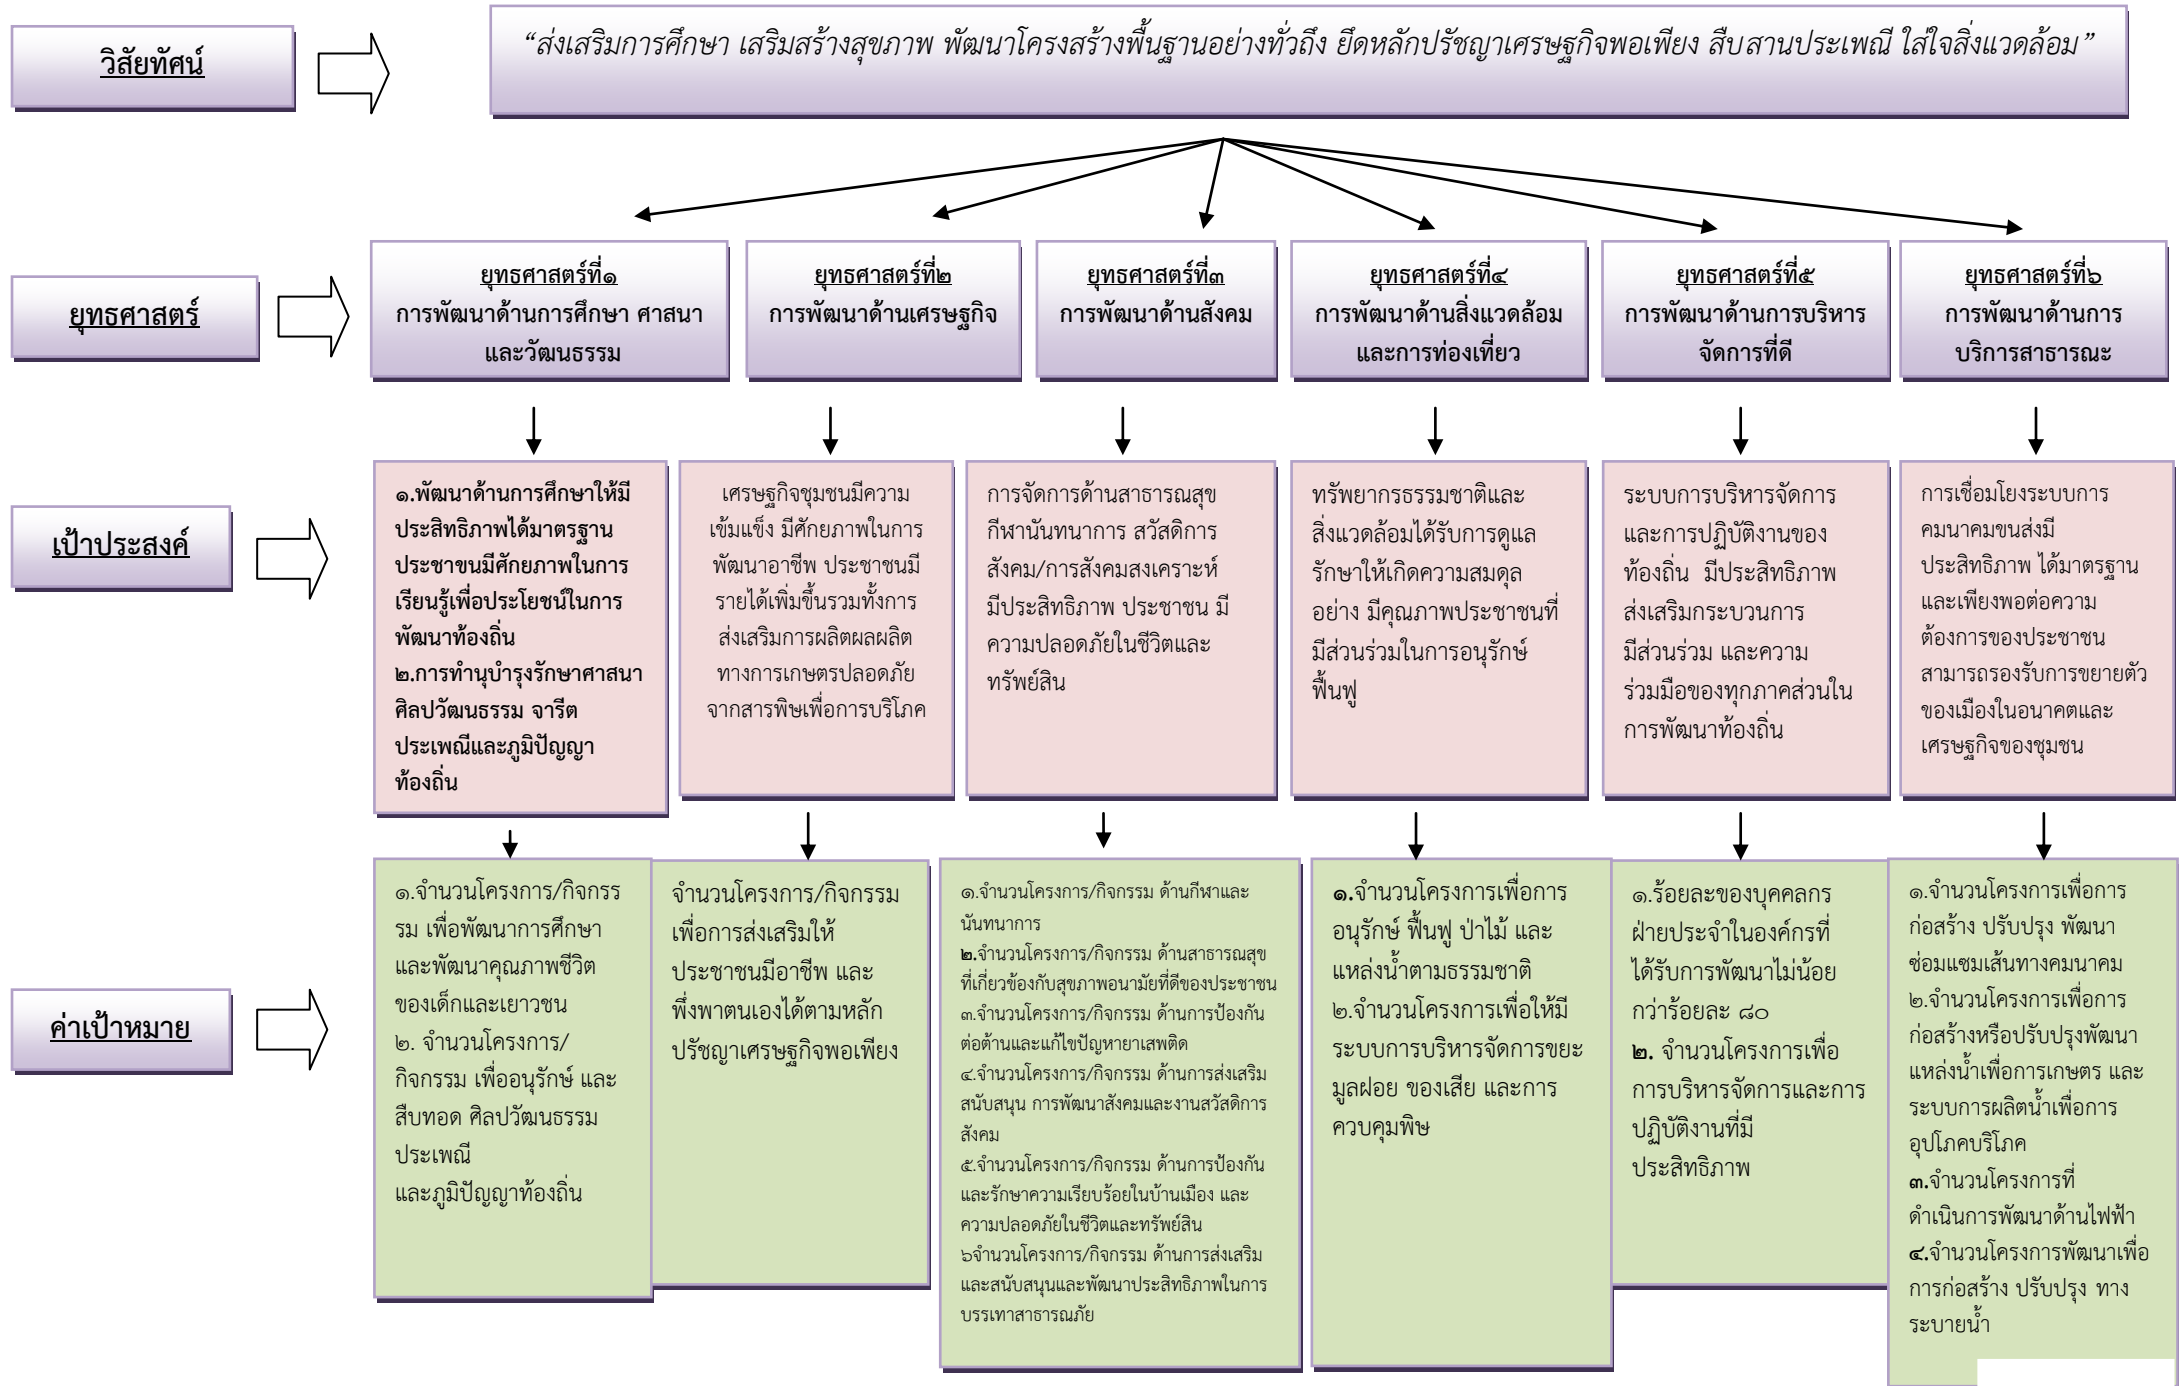 วิสัยทัศน์
“ส่งเสริมการศึกษา เสริมสร้างสุขภาพ พัฒนาโครงสร้างพื้นฐานอย่างทั่วถึง ยึดหลักปรัชญาเศรษฐกิจพอเพียง สืบสานประเพณี ใส่ใจสิ่งแวดล้อม”
ยุทธศาสตร์
ยุทธศาสตร์ที่๑
การพัฒนาด้านการศึกษา ศาสนา
และวัฒนธรรม
ยุทธศาสตร์ที่๒
การพัฒนาด้านเศรษฐกิจ
ยุทธศาสตร์ที่๓
การพัฒนาด้านสังคม
ยุทธศาสตร์ที่๔
การพัฒนาด้านสิ่งแวดล้อม
และการท่องเที่ยว
ยุทธศาสตร์ที่๕
การพัฒนาด้านการบริหาร
จัดการที่ดี
ยุทธศาสตร์ที่๖
การพัฒนาด้านการ
บริการสาธารณะ
เป้าประสงค์
๑.พัฒนาด้านการศึกษาให้มี
ประสิทธิภาพได้มาตรฐาน
ประชาขนมีศักยภาพในการ
เรียนรู้เพื่อประโยชน์ในการ
พัฒนาท้องถิ่น
๒.การทำนุบำรุงรักษาศาสนา
ศิลปวัฒนธรรม จารีต
ประเพณีและภูมิปัญญา
ท้องถิ่น
เศรษฐกิจชุมชนมีความ
เข้มแข็ง มีศักยภาพในการ
พัฒนาอาชีพ ประชาชนมี
รายได้เพิ่มขึ้นรวมทั้งการ
ส่งเสริมการผลิตผลผลิต
ทางการเกษตรปลอดภัย
จากสารพิษเพื่อการบริโภค
การจัดการด้านสาธารณสุข
กีฬานันทนาการ สวัสดิการ
สังคม/การสังคมสงเคราะห์
มีประสิทธิภาพ ประชาชน มี
ความปลอดภัยในชีวิตและ
ทรัพย์สิน
ทรัพยากรธรรมชาติและ
สิ่งแวดล้อมได้รับการดูแล
รักษาให้เกิดความสมดุล
อย่าง มีคุณภาพประชาชนที่
มีส่วนร่วมในการอนุรักษ์
ฟื้นฟู
ระบบการบริหารจัดการ
และการปฏิบัติงานของ
ท้องถิ่น มีประสิทธิภาพ
ส่งเสริมกระบวนการ
มีส่วนร่วม และความ
ร่วมมือของทุกภาคส่วนใน
การพัฒนาท้องถิ่น
การเชื่อมโยงระบบการ
คมนาคมขนส่งมี
ประสิทธิภาพ ได้มาตรฐาน
และเพียงพอต่อความ
ต้องการของประชาชน
สามารถรองรับการขยายตัว
ของเมืองในอนาคตและ
เศรษฐกิจของชุมชน
ค่าเป้าหมาย
๑.จำนวนโครงการ/กิจกรร
รม เพื่อพัฒนาการศึกษา
และพัฒนาคุณภาพชีวิต
ของเด็กและเยาวชน
๒. จำนวนโครงการ/
กิจกรรม เพื่ออนุรักษ์ และ
สืบทอด ศิลปวัฒนธรรม
ประเพณี
และภูมิปัญญาท้องถิ่น
จำนวนโครงการ/กิจกรรม
เพื่อการส่งเสริมให้
ประชาชนมีอาชีพ และ
พึ่งพาตนเองได้ตามหลัก
ปรัชญาเศรษฐกิจพอเพียง
๑.จำนวนโครงการ/กิจกรรม ด้านกีฬาและ
นันทนาการ
๒.จำนวนโครงการ/กิจกรรม ด้านสาธารณสุข
ที่เกี่ยวข้องกับสุขภาพอนามัยที่ดีของประชาชน
๓.จำนวนโครงการ/กิจกรรม ด้านการป้องกัน
ต่อต้านและแก้ไขปัญหายาเสพติด
๔.จำนวนโครงการ/กิจกรรม ด้านการส่งเสริม
สนับสนุน การพัฒนาสังคมและงานสวัสดิการ
สังคม
๕.จำนวนโครงการ/กิจกรรม ด้านการป้องกัน
และรักษาความเรียบร้อยในบ้านเมือง และ
ความปลอดภัยในชีวิตและทรัพย์สิน
๖จำนวนโครงการ/กิจกรรม ด้านการส่งเสริม
และสนับสนุนและพัฒนาประสิทธิภาพในการ
บรรเทาสาธารณภัย
๑.จำนวนโครงการเพื่อการ
อนุรักษ์ ฟื้นฟู ป่าไม้ และ
แหล่งน้ำตามธรรมชาติ
๒.จำนวนโครงการเพื่อให้มี
ระบบการบริหารจัดการขยะ
มูลฝอย ของเสีย และการ
ควบคุมพิษ
๑.ร้อยละของบุคคลกร
ฝ่ายประจำในองค์กรที่
ได้รับการพัฒนาไม่น้อย
กว่าร้อยละ ๘๐
๒. จำนวนโครงการเพื่อ
การบริหารจัดการและการ
ปฏิบัติงานที่มี
ประสิทธิภาพ
๑.จำนวนโครงการเพื่อการ
ก่อสร้าง ปรับปรุง พัฒนา
ซ่อมแซมเส้นทางคมนาคม
๒.จำนวนโครงการเพื่อการ
ก่อสร้างหรือปรับปรุงพัฒนา
แหล่งน้ำเพื่อการเกษตร และ
ระบบการผลิตน้ำเพื่อการ
อุปโภคบริโภค
๓.จำนวนโครงการที่
ดำเนินการพัฒนาด้านไฟฟ้า
๔.จำนวนโครงการพัฒนาเพื่อ
การก่อสร้าง ปรับปรุง ทาง
ระบายน้ำ